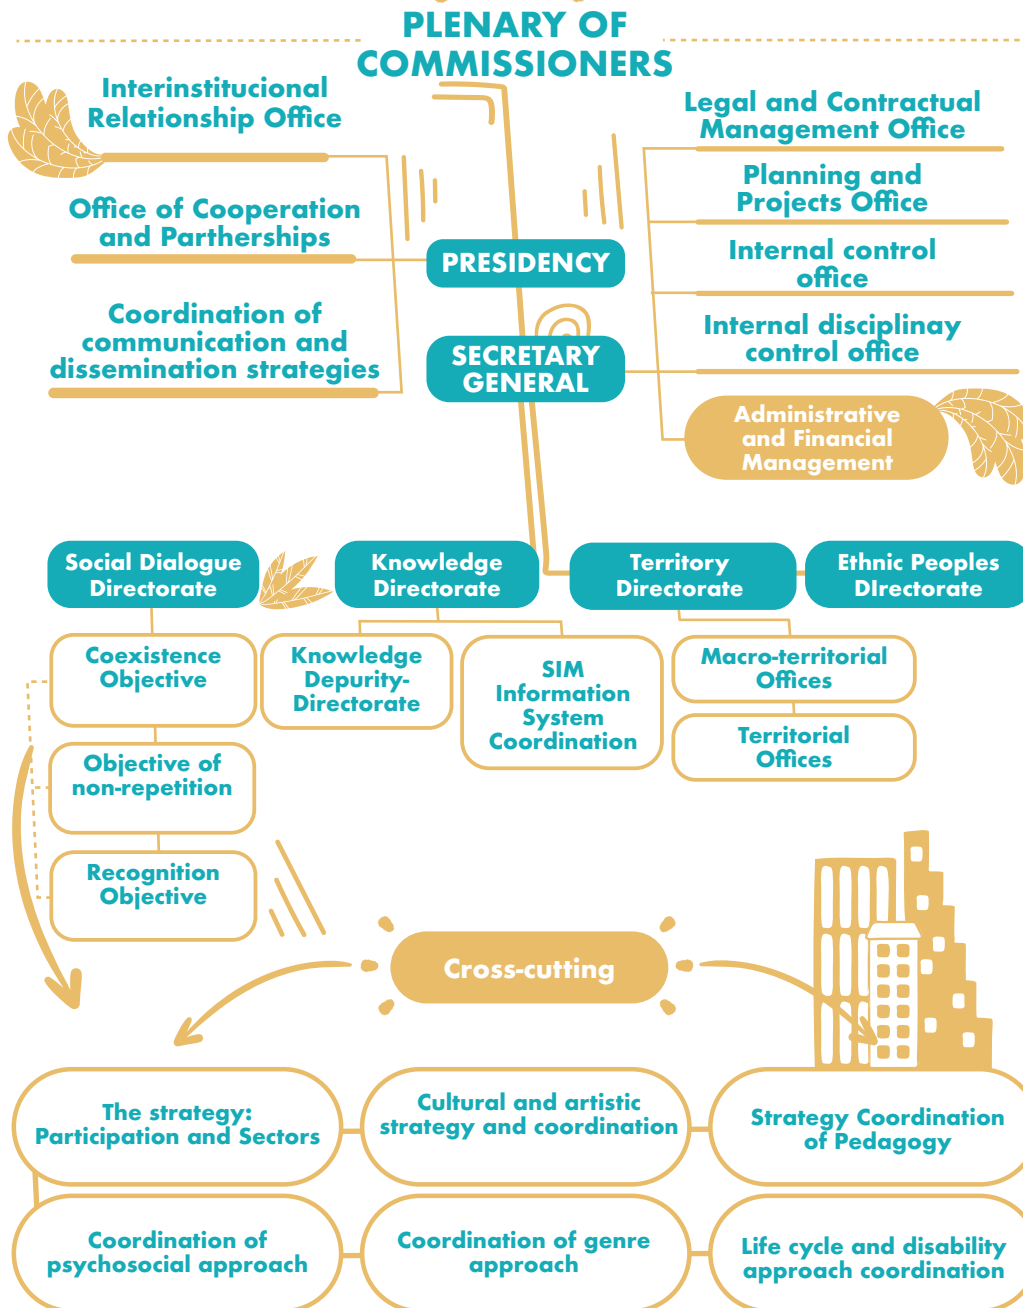 PLENARY OF
COMMISSIONERS
Interinstitucional
Relationship Office
Office of Cooperation
and Partherships
Coordination of
communication and
dissemination strategies
Legal and Contractual
Management Office
Planning and
Projects Office
Internal control
office
Internal disciplinay
control office
Administrative
and Financial
Management
PRESIDENCY
SECRETARY
GENERAL
Social Dialogue
Directorate
Knowledge
Directorate
Territory
Directorate
Ethnic Peoples
DIrectorate
Coexistence
Objective
Objective of
non-repetition
Recognition
Objective
Knowledge
Depurity-
Directorate
SIM
Information
System
Coordination
Macro-territorial
Offices
Territorial
Offices
Cross-cutting
The strategy:
Participation and Sectors
Cultural and artistic
strategy and coordination
Strategy Coordination
of Pedagogy
Coordination of
psychosocial approach
Coordination of genre
approach
Life cycle and disability
approach coordination